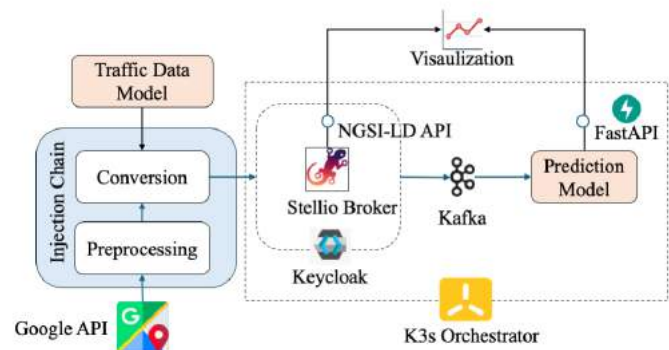 Traffic Data
Model
Visaulization
Injection Chain
Conversion
Preprocessing
Google API
NGSI-LD API
Stellio Broker
Keycloak
Kafka
FastAPI
Prediction
Model
K3s Orchestrator